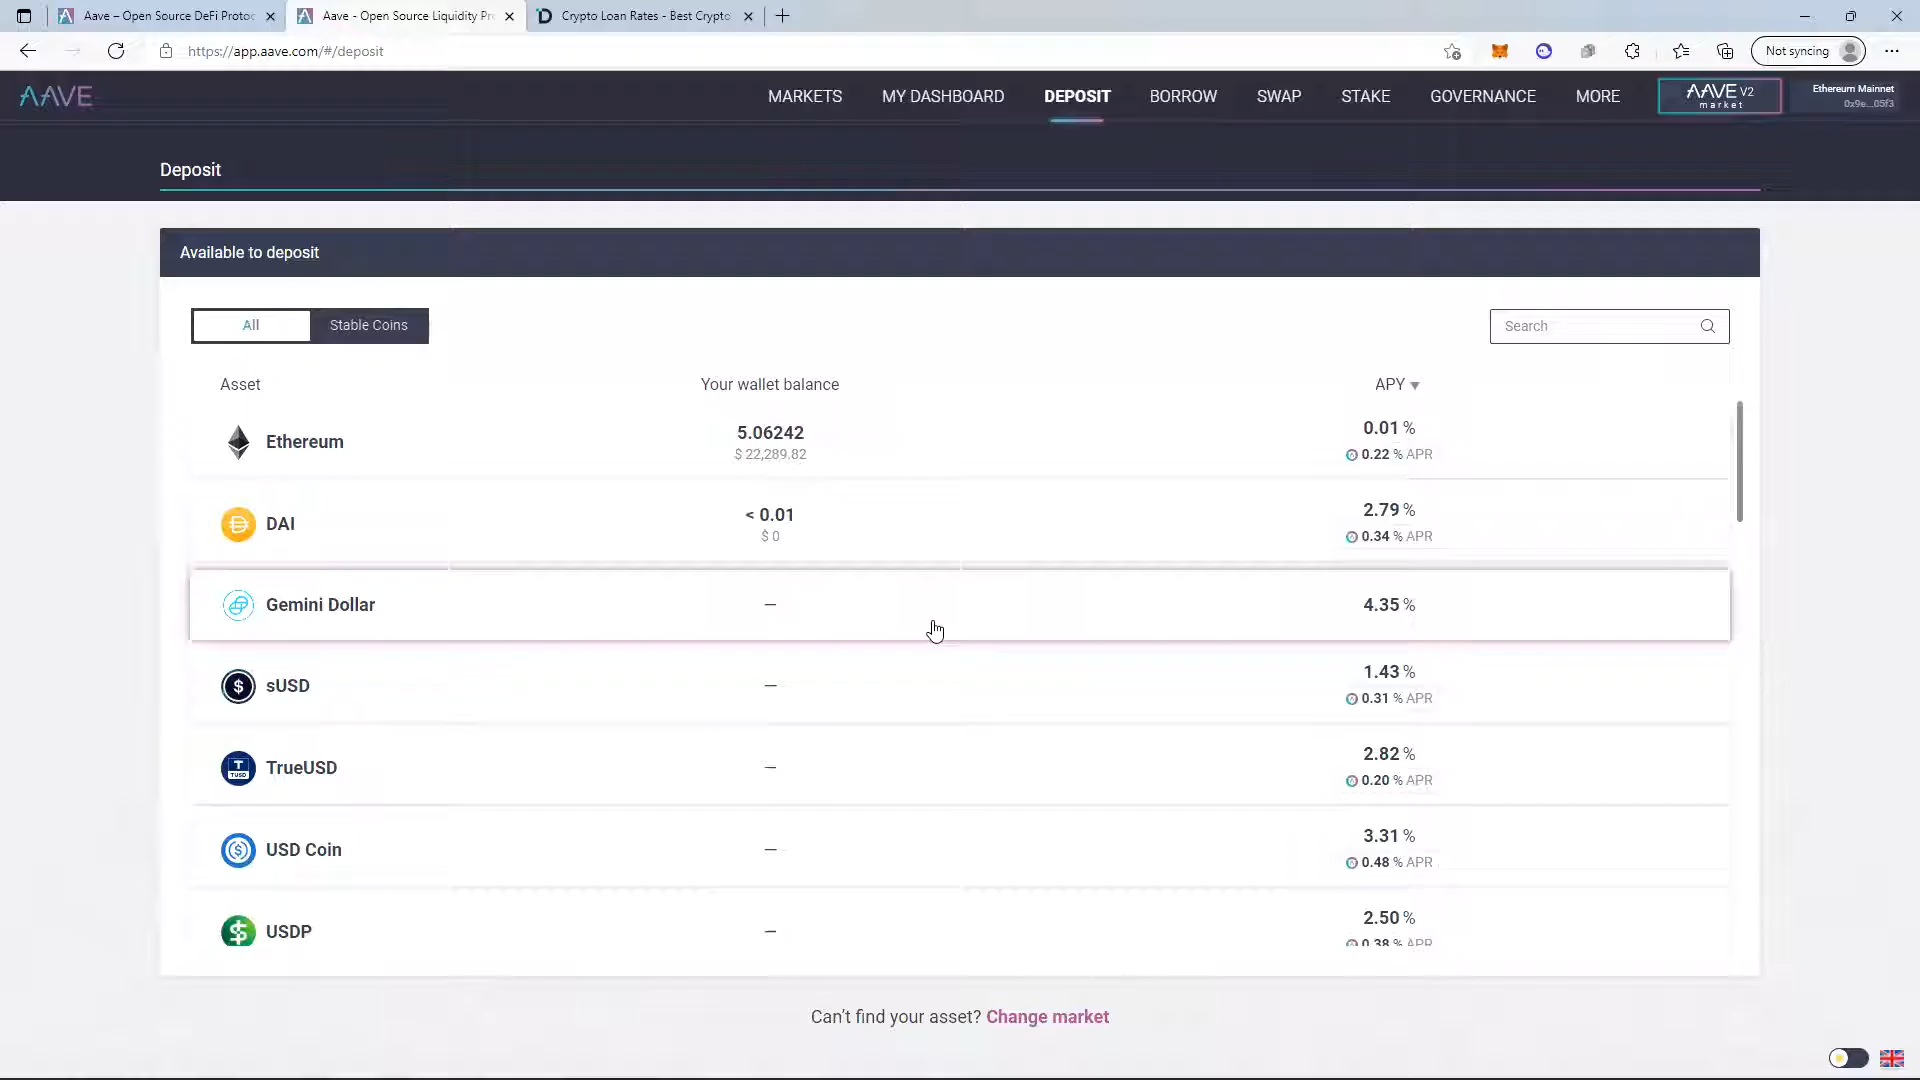 Aave – Open Source DeFi Protoc
Aave - Open Source Liquidity Pr
Crypto Loan Rates - Best Crypto
https://app.aave.com/#/deposit
Not syncing
AAVE
MARKETS
MY DASHBOARD
DEPOSIT
BORROW
SWAP
STAKE
GOVERNANCE
MORE
AAVE V2
market
Ethereum Mainnet
0x9e...05f3
Deposit
Available to deposit
All
Stable Coins
Search
Asset
Your wallet balance
APY
Ethereum
5.06242
$ 22,289.82
0.01 %
0.22 % APR
DAI
< 0.01
$ 0
2.79 %
0.34 % APR
Gemini Dollar
—
4.35 %
sUSD
—
1.43 %
0.31 % APR
TrueUSD
—
2.82 %
0.20 % APR
USD Coin
—
3.31 %
0.48 % APR
USDP
—
2.50 %
0.38 % APR
Can't find your asset? Change market